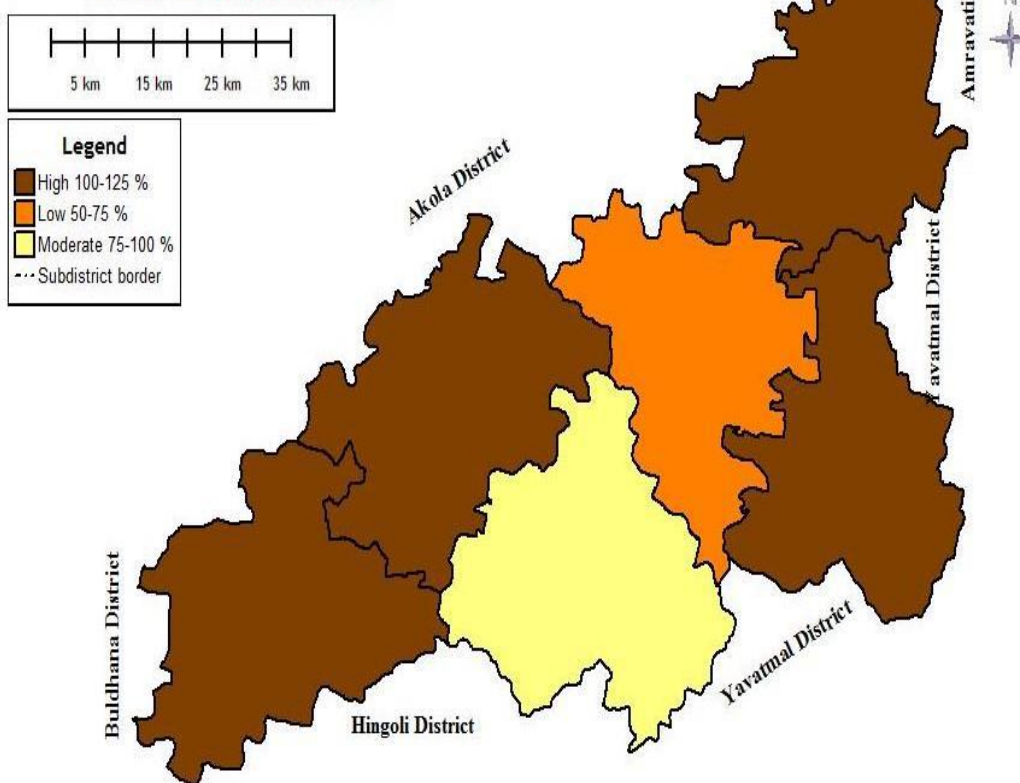 5 km 15 km 25 km 35 km
Legend
High 100-125 %
Low 50-75 %
Moderate 75-100 %
Subdistrict border
Akola District
Amravati
Yavatmal District
Buldhana District
Hingoli District
Yavatmal District